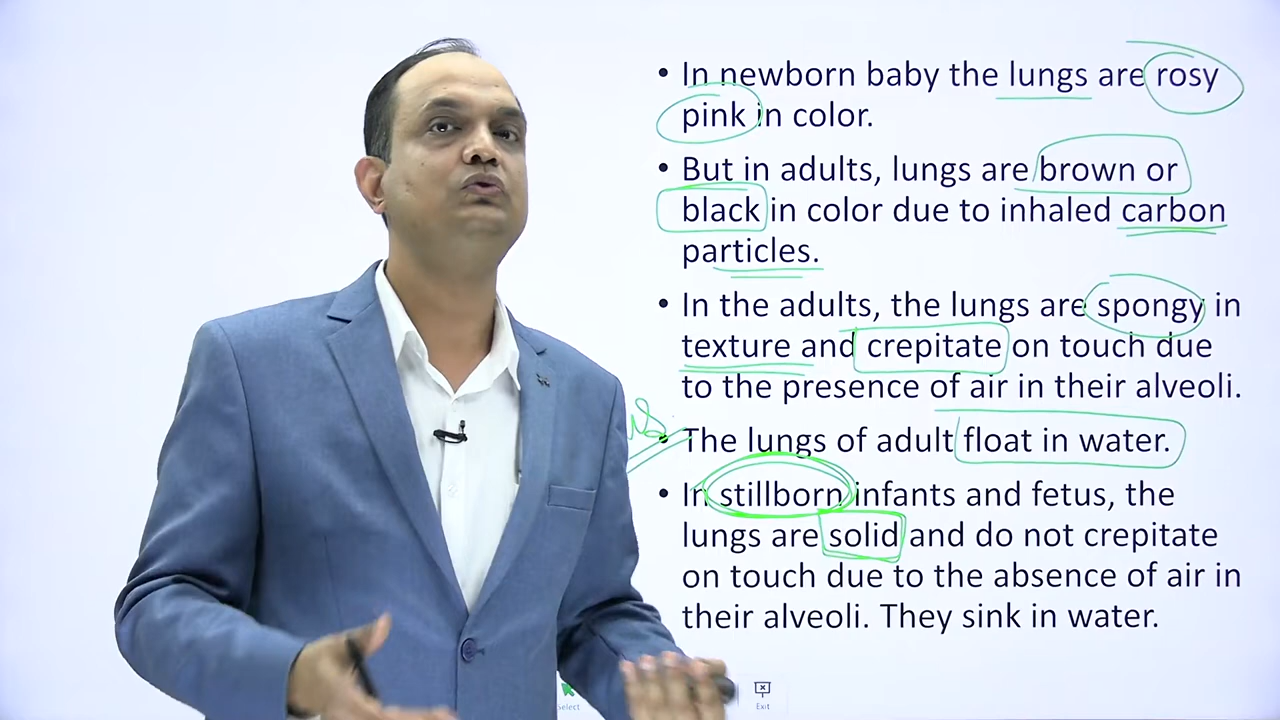 • In newborn baby the lungs are rosy
pink in color.
• But in adults, lungs are brown or
black in color due to inhaled carbon
particles.
• In the adults, the lungs are spongy in
texture and crepitate on touch due
to the presence of air in their alveoli.
• The lungs of adult float in water.
• In stillborn infants and fetus, the
lungs are solid and do not crepitate
on touch due to the absence of air in
their alveoli. They sink in water.
Select
Exit